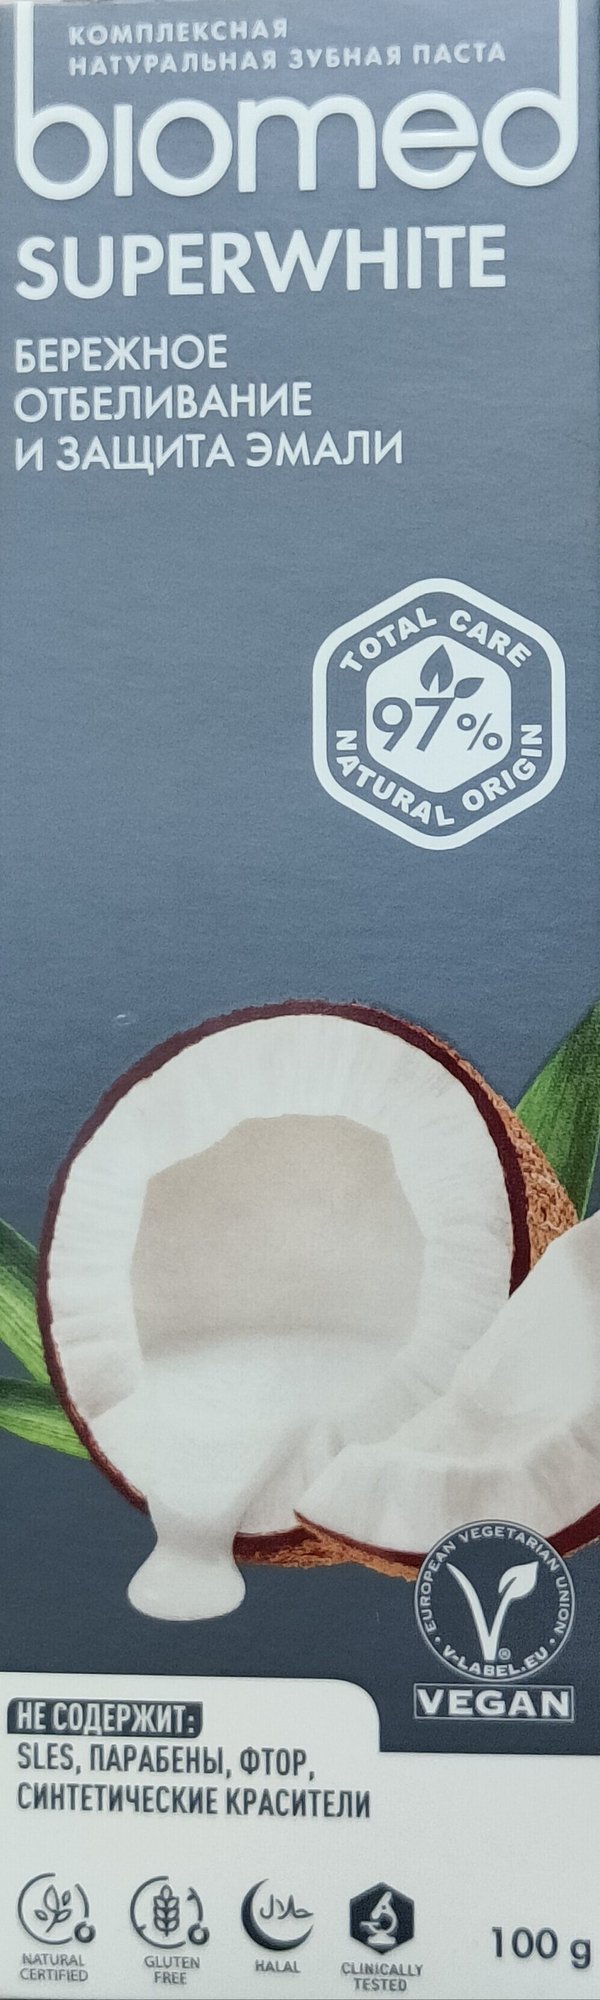 КОМПЛЕКСНАЯ
НАТУРАЛЬНАЯ ЗУБНАЯ ПАСТА
biomed
SUPERWHITE
БЕРЕЖНОЕ
ОТБЕЛИВАНИЕ
И ЗАЩИТА ЭМАЛИ
TOTAL CARE
97%
NATURAL ORIGIN
EUROPEAN VEGETARIAN UNION
V-LABEL.EU
®
VEGAN
НЕ СОДЕРЖИТ:
SLES, ПАРАБЕНЫ, ФТОР,
СИНТЕТИЧЕСКИЕ КРАСИТЕЛИ
حلال
NATURAL
CERTIFIED
GLUTEN
FREE
HALAL
CLINICALLY
TESTED
100 g